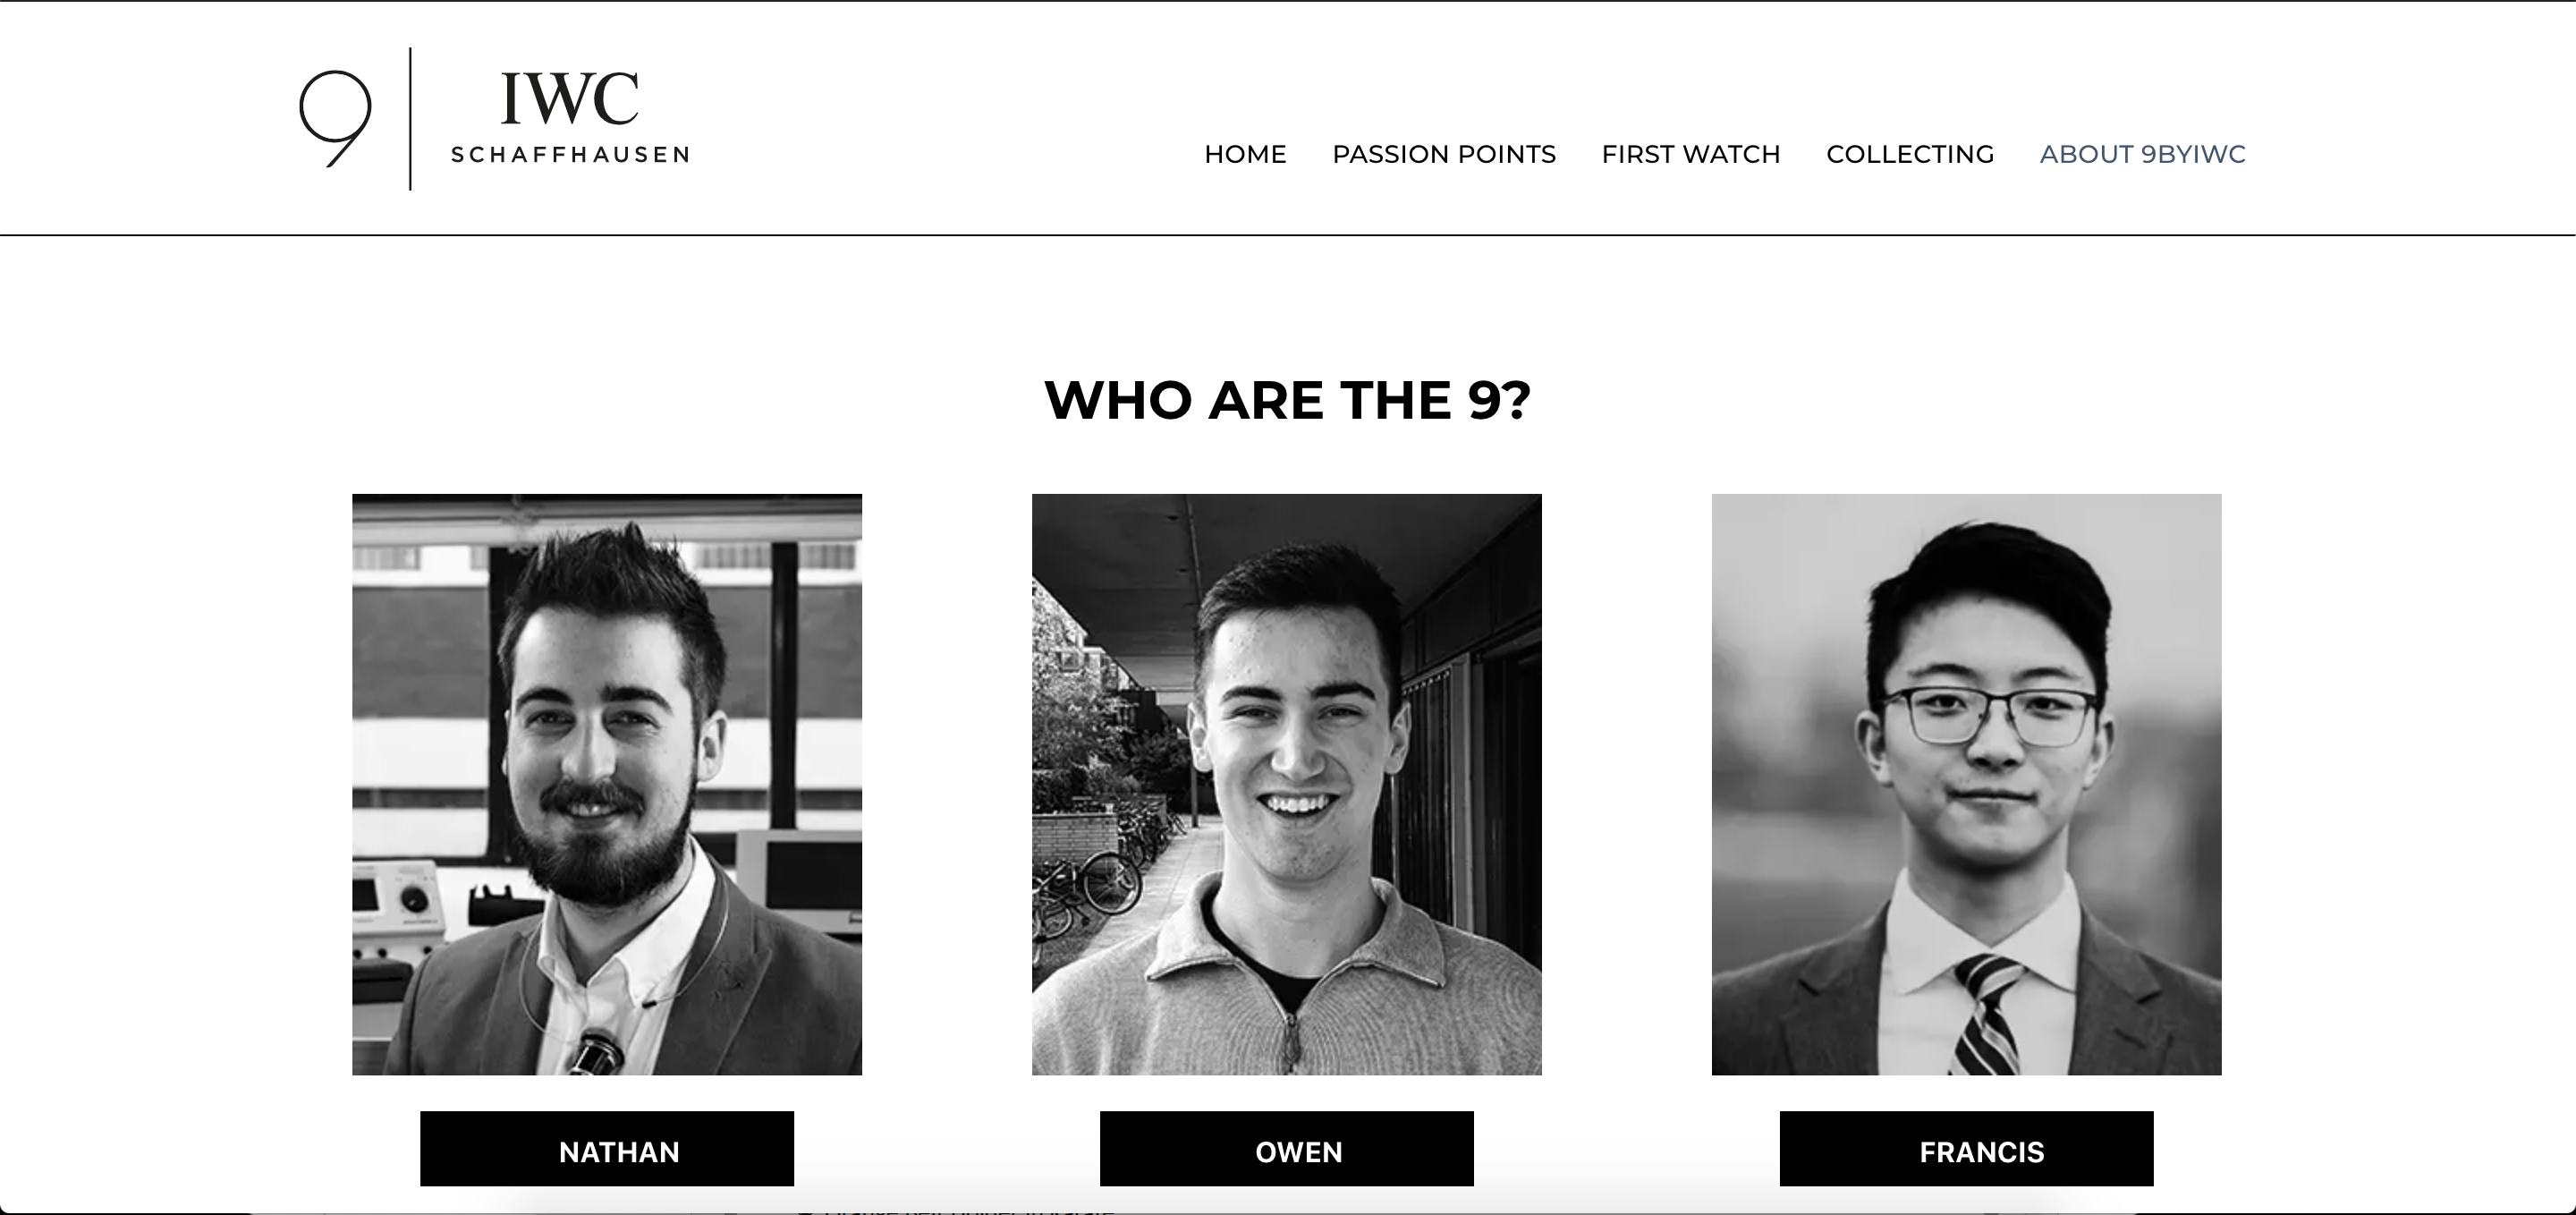 9 IWC
SCHAFFHAUSEN
HOME PASSION POINTS FIRST WATCH COLLECTING ABOUT 9BYIWC
WHO ARE THE 9?
NATHAN OWEN FRANCIS